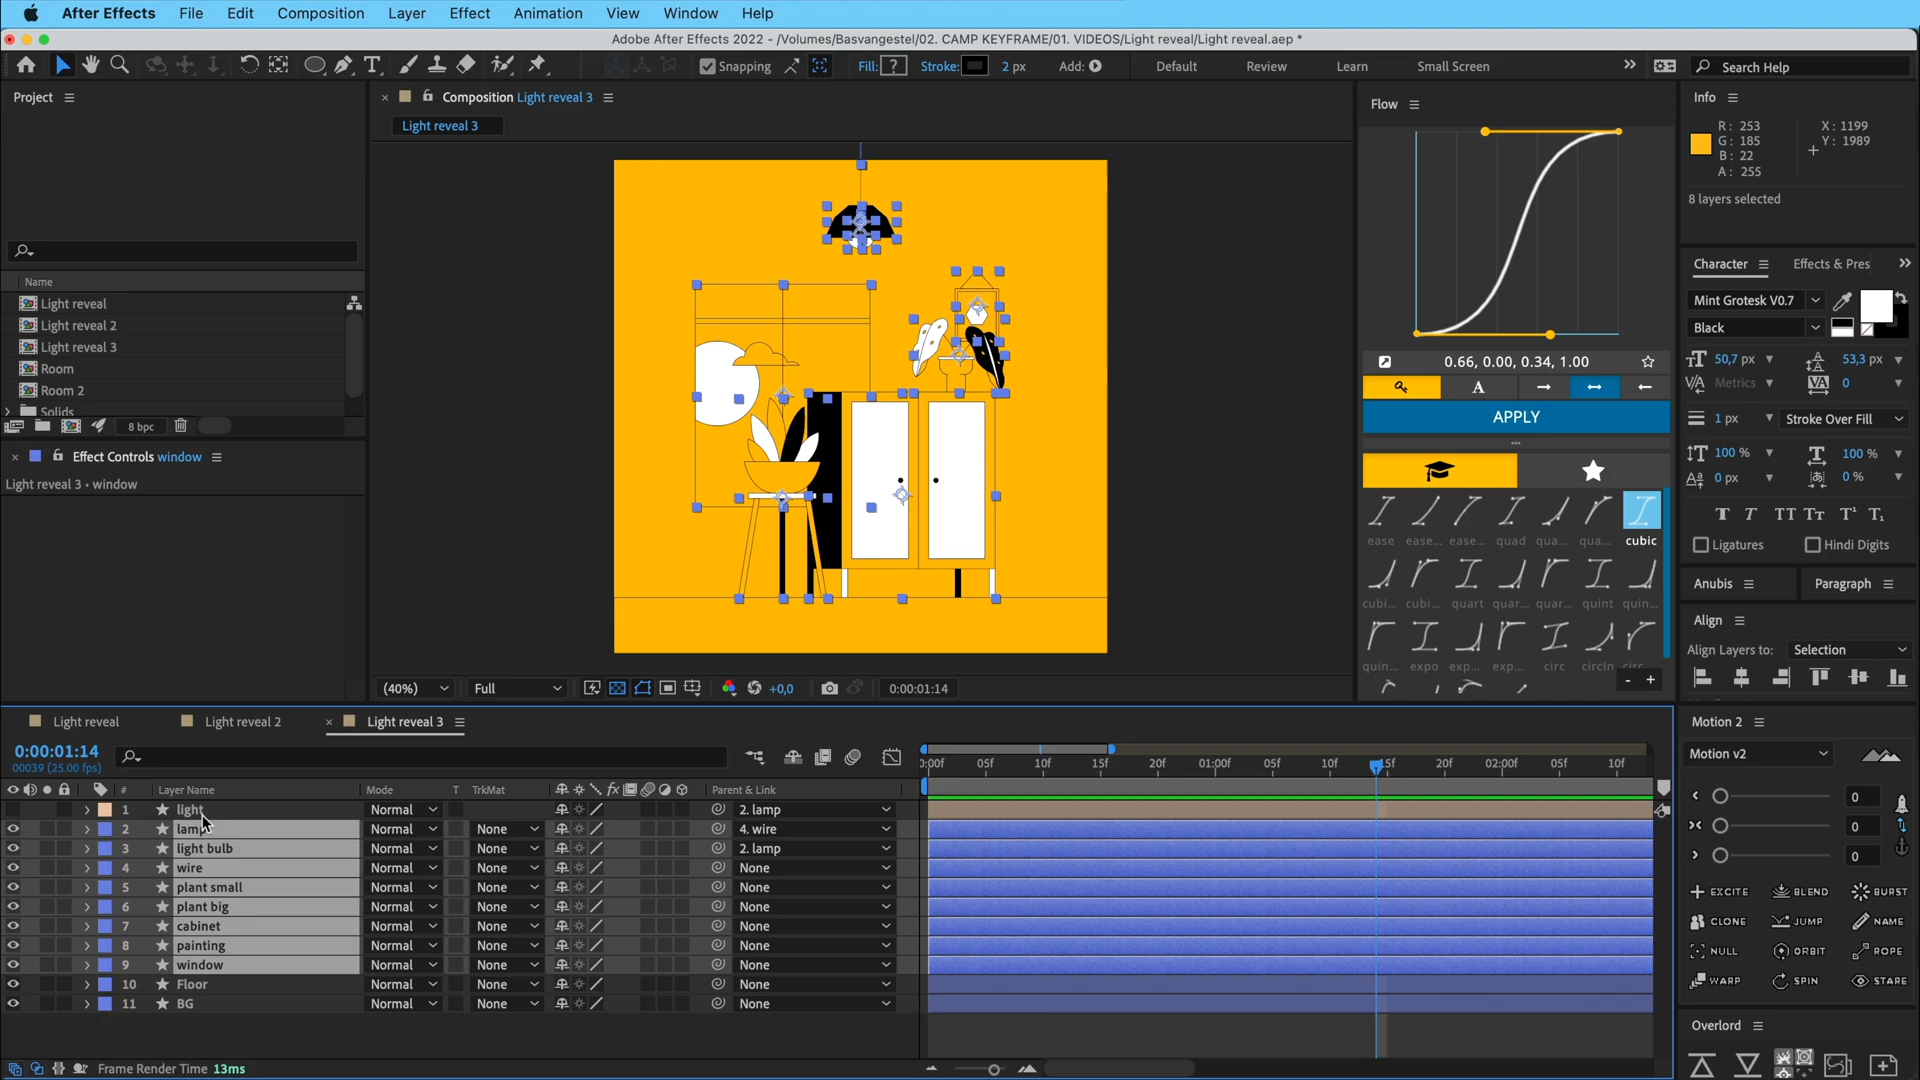 After Effects File Edit Composition Layer Effect Animation View Window Help
Adobe After Effects 2022 - /Volumes/Basvangestel/02. CAMP KEYFRAME/01. VIDEOS/Light reveal/Light reveal.aep *
Snapping Fill: ? Stroke: 2 px Add: Default Review Learn Small Screen Search Help
Project
Name
Light reveal
Light reveal 2
Light reveal 3
Room
Room 2
Solids
8 bpc
Effect Controls window
Light reveal 3 • window
Composition Light reveal 3
Light reveal 3
(40%) Full +0,0 0:00:01:14
Flow
0.66, 0.00, 0.34, 1.00
A
APPLY
ease ease... ease... quad qua... qua... cubic
cubi... cubi... quart quar... quar... quint quin...
quin... expo exp... exp... circ circIn circ
- +
Info
R: 253
G: 185
B: 22
A: 255
X: 1199
Y: 1989
8 layers selected
Character Effects & Pres
Mint Grotesk V0.7
Black
50,7 px 53,3 px
Metrics 0
1 px Stroke Over Fill
100 % 100 %
0 px 0 %
T T TT TT T¹ T₁
Ligatures Hindi Digits
Anubis Paragraph
Align
Align Layers to: Selection
Light reveal Light reveal 2 Light reveal 3
0:00:01:14
00039 (25.00 fps)
0:00f 05f 10f 15f 20f 01:00f 05f 10f 15f 20f 02:00f 05f 10f
# Layer Name Mode T TrkMat fx Parent & Link
1 light Normal 2. lamp
2 lamp Normal None 4. wire
3 light bulb Normal None 2. lamp
4 wire Normal None None
5 plant small Normal None None
6 plant big Normal None None
7 cabinet Normal None None
8 painting Normal None None
9 window Normal None None
10 Floor Normal None None
11 BG Normal None None
Frame Render Time 13ms
Motion 2
Motion v2
0
0
0
EXCITE BLEND BURST
CLONE JUMP NAME
NULL ORBIT ROPE
WARP SPIN STARE
Overlord